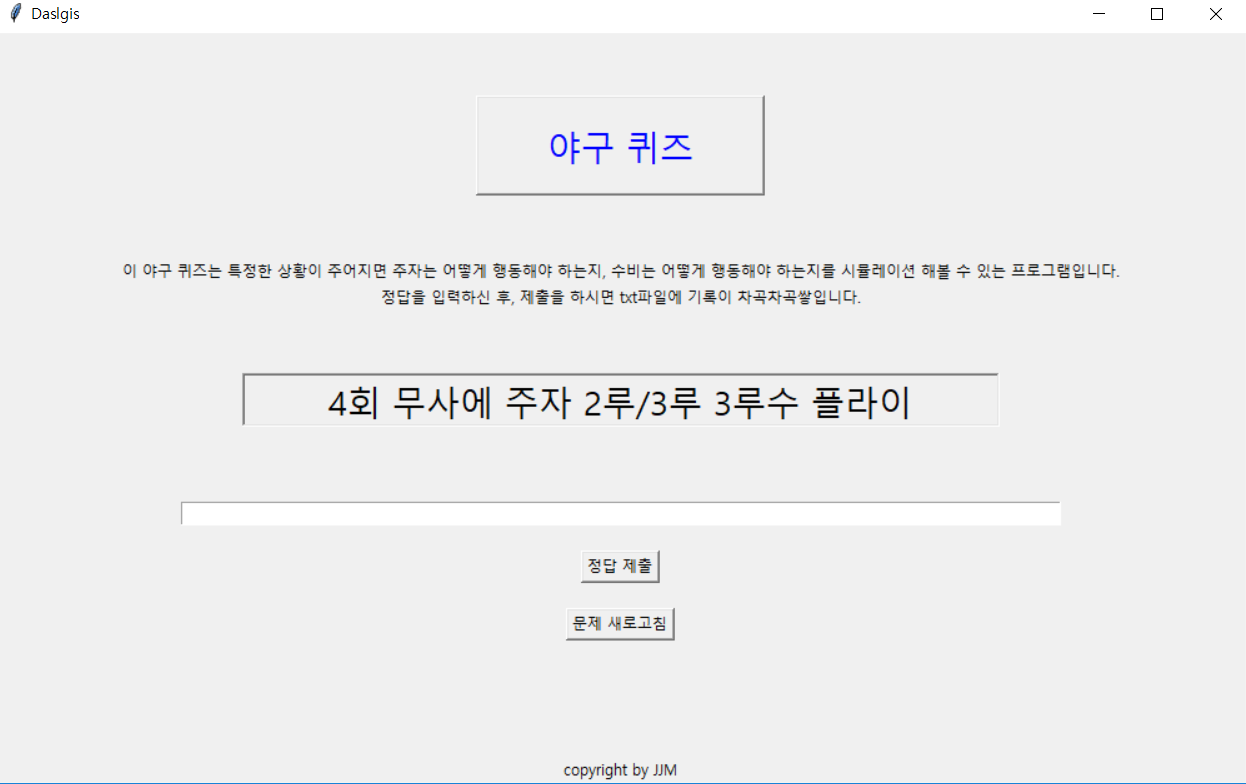 Daslgis
야구 퀴즈
이 야구 퀴즈는 특정한 상황이 주어지면 주자는 어떻게 행동해야 하는지, 수비는 어떻게 행동해야 하는지를 시뮬레이션 해볼 수 있는 프로그램입니다.
정답을 입력하신 후, 제출을 하시면 txt파일에 기록이 차곡차곡쌓입니다.
4회 무사에 주자 2루/3루 3루수 플라이
정답 제출
문제 새로고침
copyright by JJM